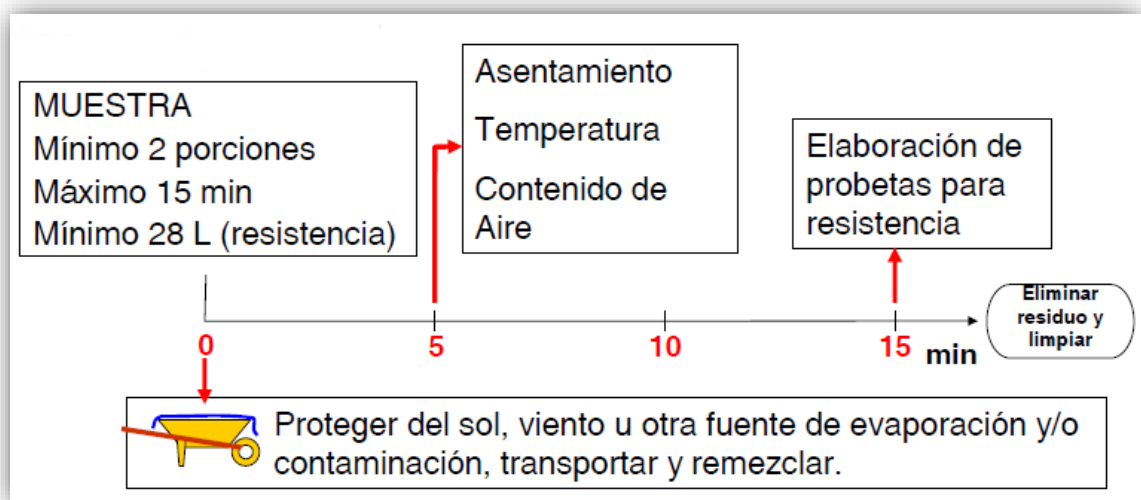 MUESTRA
Mínimo 2 porciones
Máximo 15 min
Mínimo 28 L (resistencia)
Asentamiento
Temperatura
Contenido de
Aire
Elaboración de
probetas para
resistencia
Eliminar
residuo y
limpiar
0
5
10
15
min
Proteger del sol, viento u otra fuente de evaporación y/o
contaminación, transportar y remezclar.